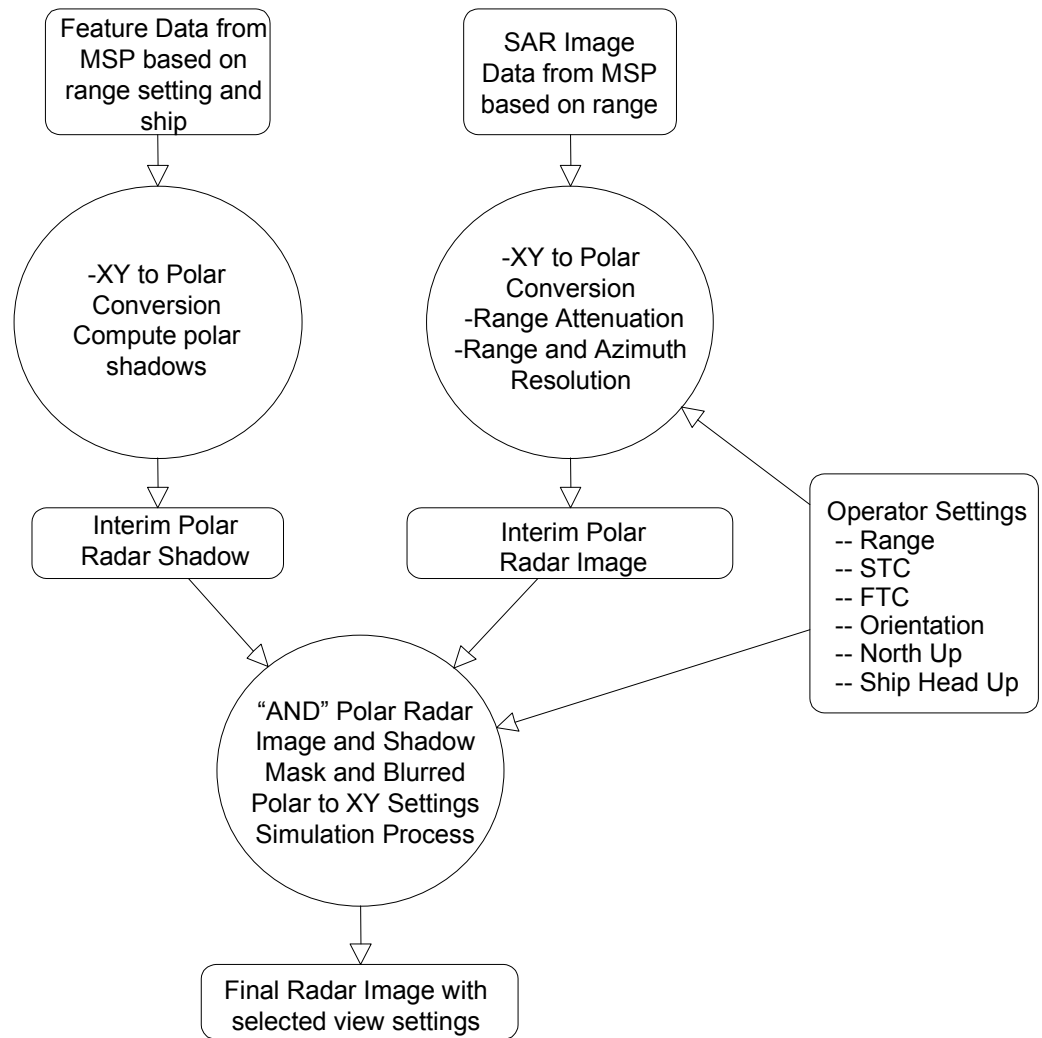 Feature Data from
MSP based on
range setting and
ship
SAR Image
Data from MSP
based on range
-XY to Polar
Conversion
Compute polar
shadows
-XY to Polar
Conversion
-Range Attenuation
-Range and Azimuth
Resolution
Interim Polar
Radar Shadow
Interim Polar
Radar Image
Operator Settings
-- Range
-- STC
-- FTC
-- Orientation
-- North Up
-- Ship Head Up
“AND” Polar Radar
Image and Shadow
Mask and Blurred
Polar to XY Settings
Simulation Process
Final Radar Image with
selected view settings